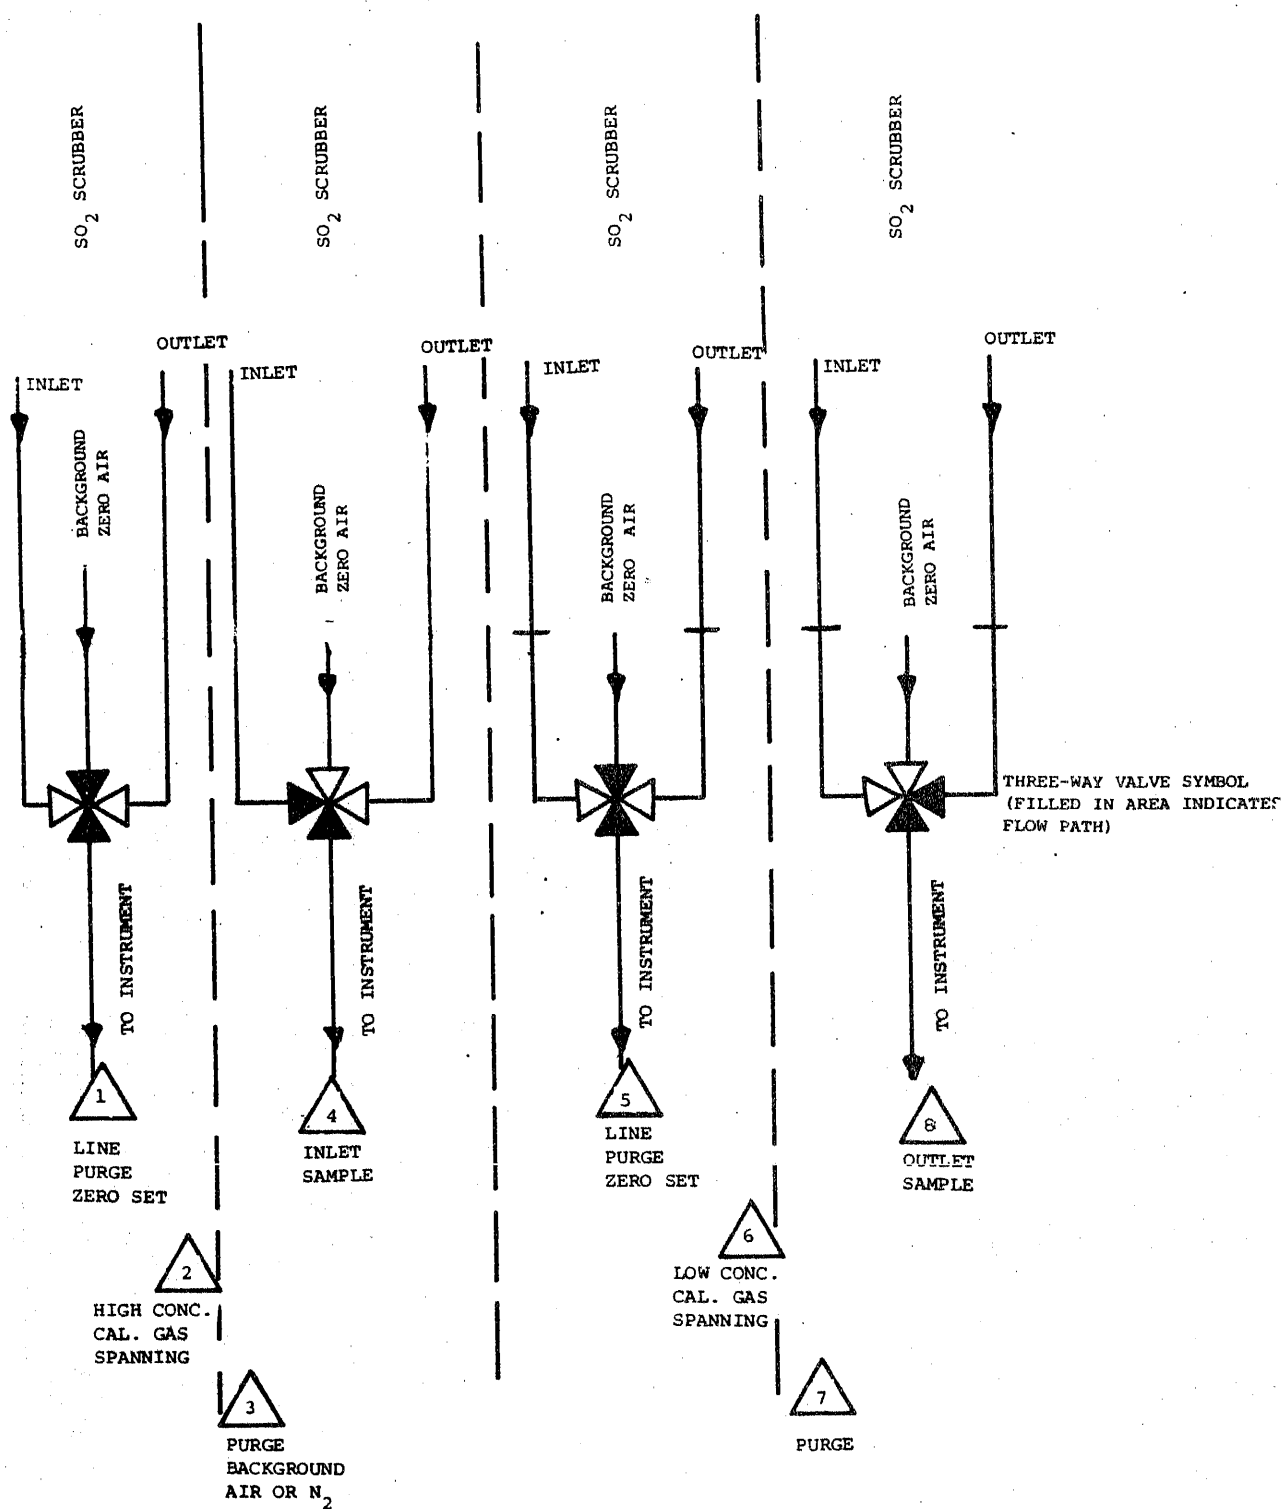 SO2 SCRUBBER
SO2 SCRUBBER
SO2 SCRUBBER
SO2 SCRUBBER
INLET
OUTLET
BACKGROUND
ZERO AIR
INLET
OUTLET
BACKGROUND
ZERO AIR
INLET
OUTLET
BACKGROUND
ZERO AIR
INLET
OUTLET
BACKGROUND
ZERO AIR
THREE-WAY VALVE SYMBOL
(FILLED IN AREA INDICATES
FLOW PATH)
TO INSTRUMENT
TO INSTRUMENT
TO INSTRUMENT
TO INSTRUMENT
1
LINE
PURGE
ZERO SET
4
INLET
SAMPLE
5
LINE
PURGE
ZERO SET
8
OUTLET
SAMPLE
2
HIGH CONC.
CAL. GAS
SPANNING
6
LOW CONC.
CAL. GAS
SPANNING
3
PURGE
BACKGROUND
AIR OR N2
7
PURGE